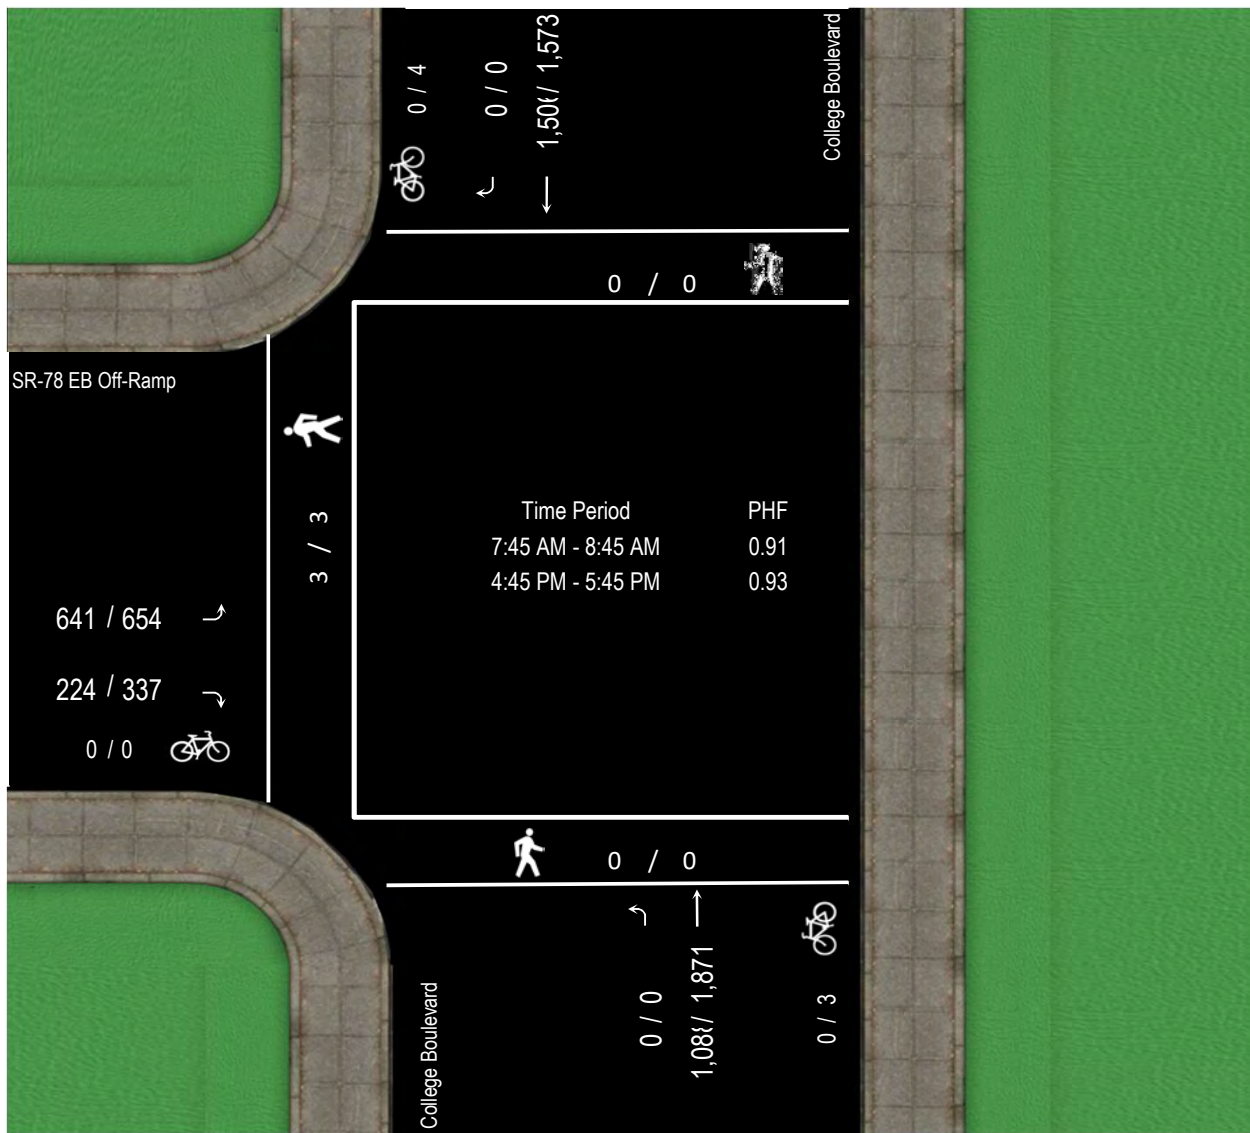 0 / 4
0 / 0
/ 1,573
College Boulevard
0 / 0
SR-78 EB Off-Ramp
3 / 3
Time Period PHF
7:45 AM - 8:45 AM 0.91
4:45 PM - 5:45 PM 0.93
641 / 654
224 / 337
0 / 0
0 / 0
College Boulevard
0 / 0
/ 1,871
0 / 3